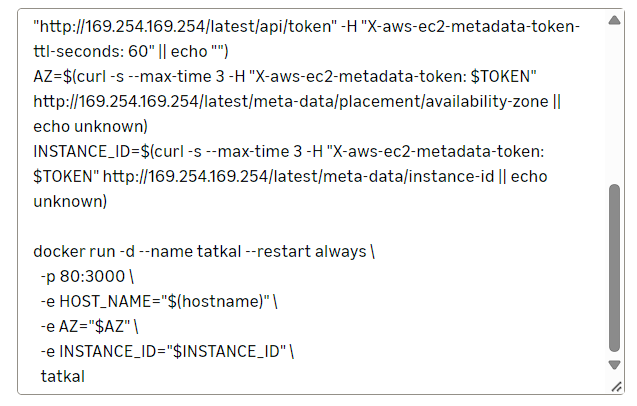 "http://169.254.169.254/latest/api/token" -H "X-aws-ec2-metadata-token-
ttl-seconds: 60" || echo "")
AZ=$(curl -s --max-time 3 -H "X-aws-ec2-metadata-token: $TOKEN"
http://169.254.169.254/latest/meta-data/placement/availability-zone ||
echo unknown)
INSTANCE_ID=$(curl -s --max-time 3 -H "X-aws-ec2-metadata-token:
$TOKEN" http://169.254.169.254/latest/meta-data/instance-id || echo
unknown)

docker run -d --name tatkal --restart always \
  -p 80:3000 \
  -e HOST_NAME="$(hostname)" \
  -e AZ="$AZ" \
  -e INSTANCE_ID="$INSTANCE_ID" \
  tatkal